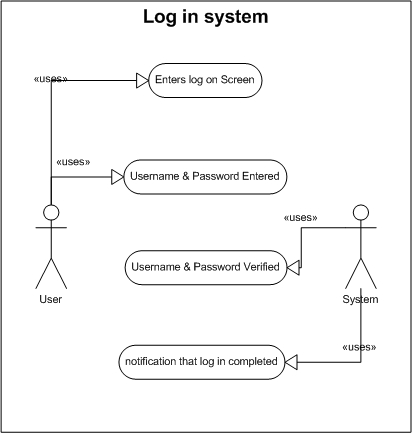 Log in system
«uses»
Enters log on Screen
«uses»
Username & Password Entered
«uses»
Username & Password Verified
User
System
«uses»
notification that log in completed